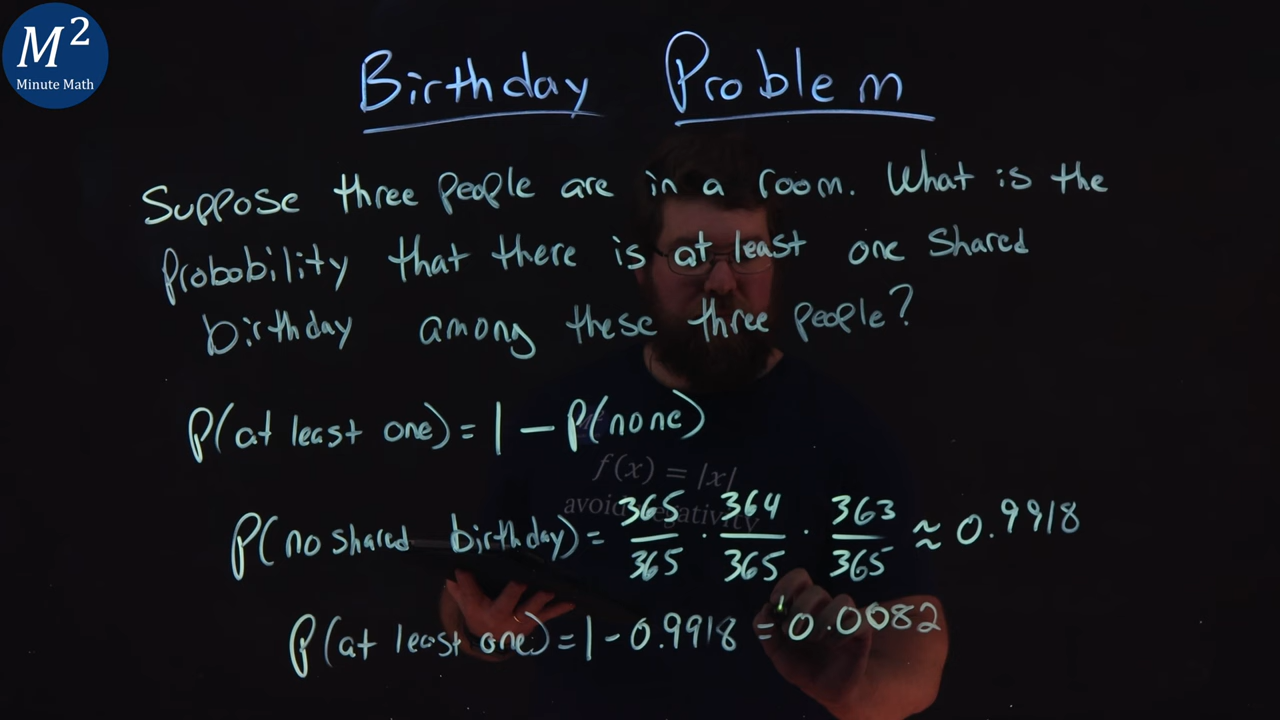 M²
Minute Math
Birthday Problem
Suppose three people are in a room. What is the
Probability that there is at least one Shared
birthday among these three people?
P(at least one) = 1 - P(none)
f(x) = |x|
avoid negativity
P(no shared birthday) = 365/365 · 364/365 · 363/365 ≈ 0.9918
P(at least one) = 1 - 0.9918 = 0.0082